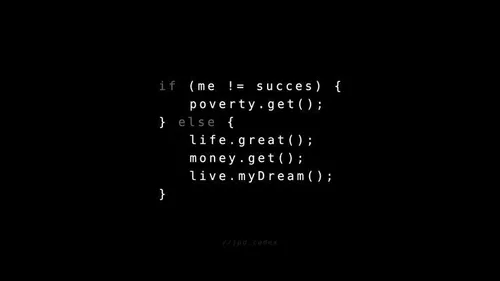 if (me != succes) {
poverty.get();
} else {
life.great();
money.get();
live.myDream();
}